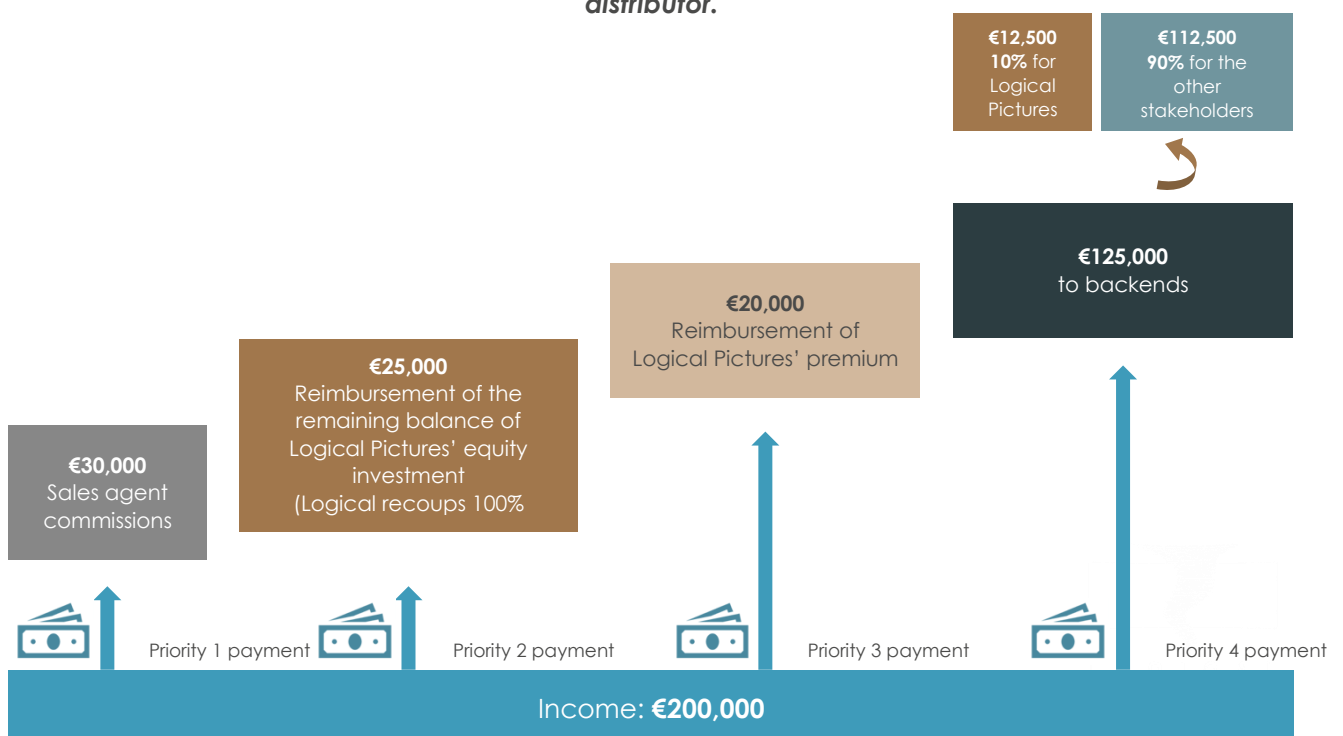 distributor.
€12,500
10% for
Logical
Pictures
€112,500
90% for the
other
stakeholders
€125,000
to backends
€20,000
Reimbursement of
Logical Pictures’ premium
€25,000
Reimbursement of the
remaining balance of
Logical Pictures’ equity
investment
(Logical recoups 100%
€30,000
Sales agent
commissions
Priority 1 payment
Priority 2 payment
Priority 3 payment
Priority 4 payment
Income: €200,000